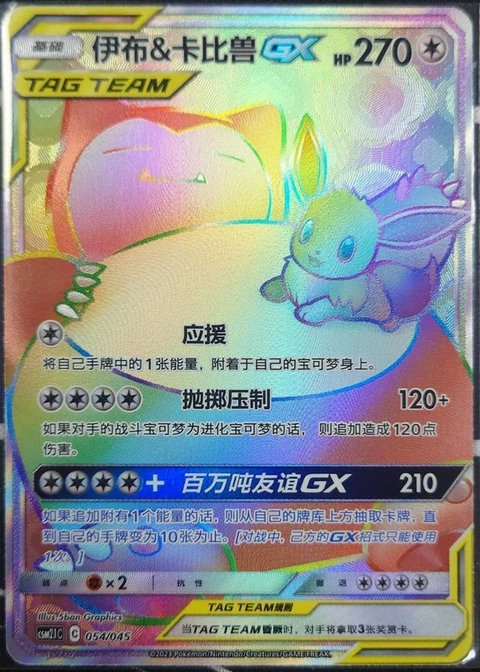 基础 伊布&卡比兽GX HP 270
TAG TEAM
应援
将自己手牌中的1张能量，附着于自己的宝可梦身上。
抛掷压制 120+
如果对手的战斗宝可梦为进化宝可梦的话，则追加造成120点
伤害。
+ 百万吨友谊GX 210
如果追加附有1个能量的话，则从自己的牌库上方抽取卡牌，直
到自己的手牌变为10张为止。[对战中，己方的GX招式只能使用
1次。]
弱点 ×2 抗性 撤退
Illus. 5ban Graphics
TAG TEAM规则
CSM2.1C C 054/045
当TAG TEAM昏厥时，对手将拿取3张奖赏卡。
©2023 Pokémon/Nintendo/Creatures/GAME FREAK.